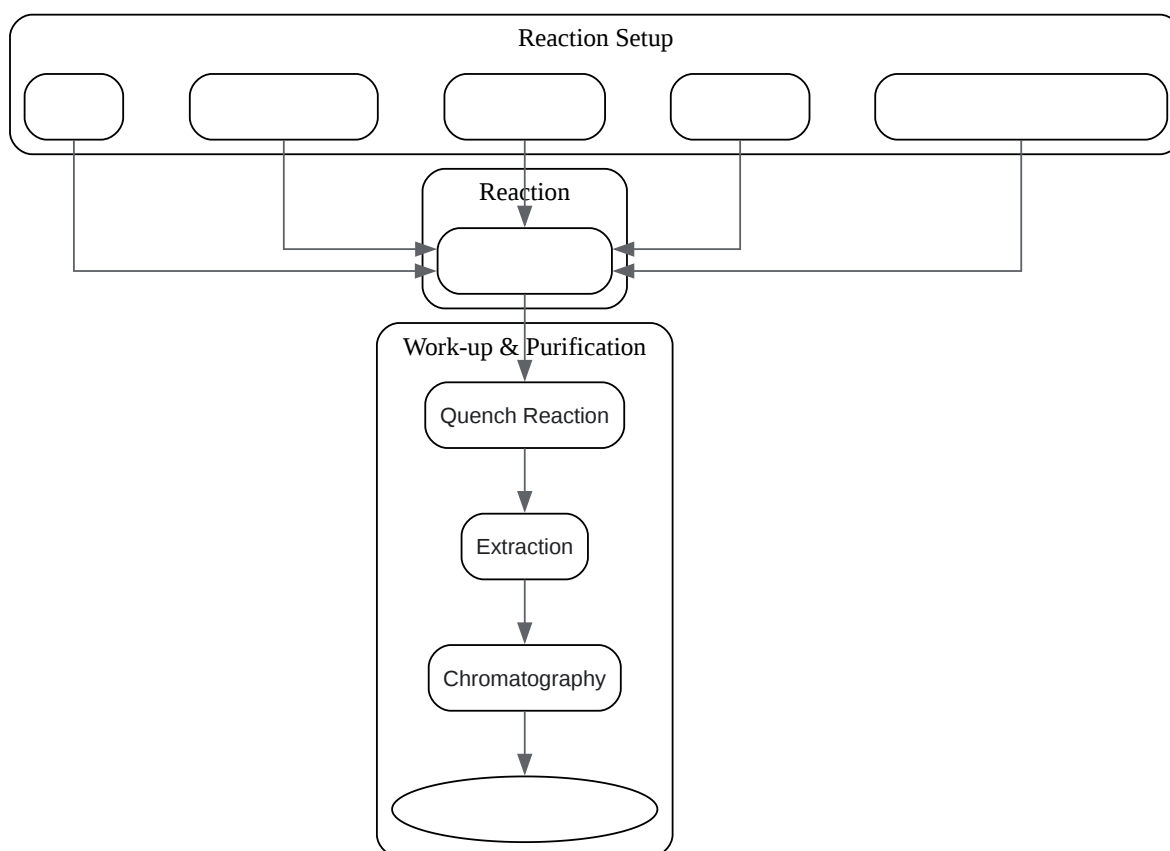 Reaction Setup
Reaction
Work-up & Purification
Quench Reaction
Extraction
Chromatography